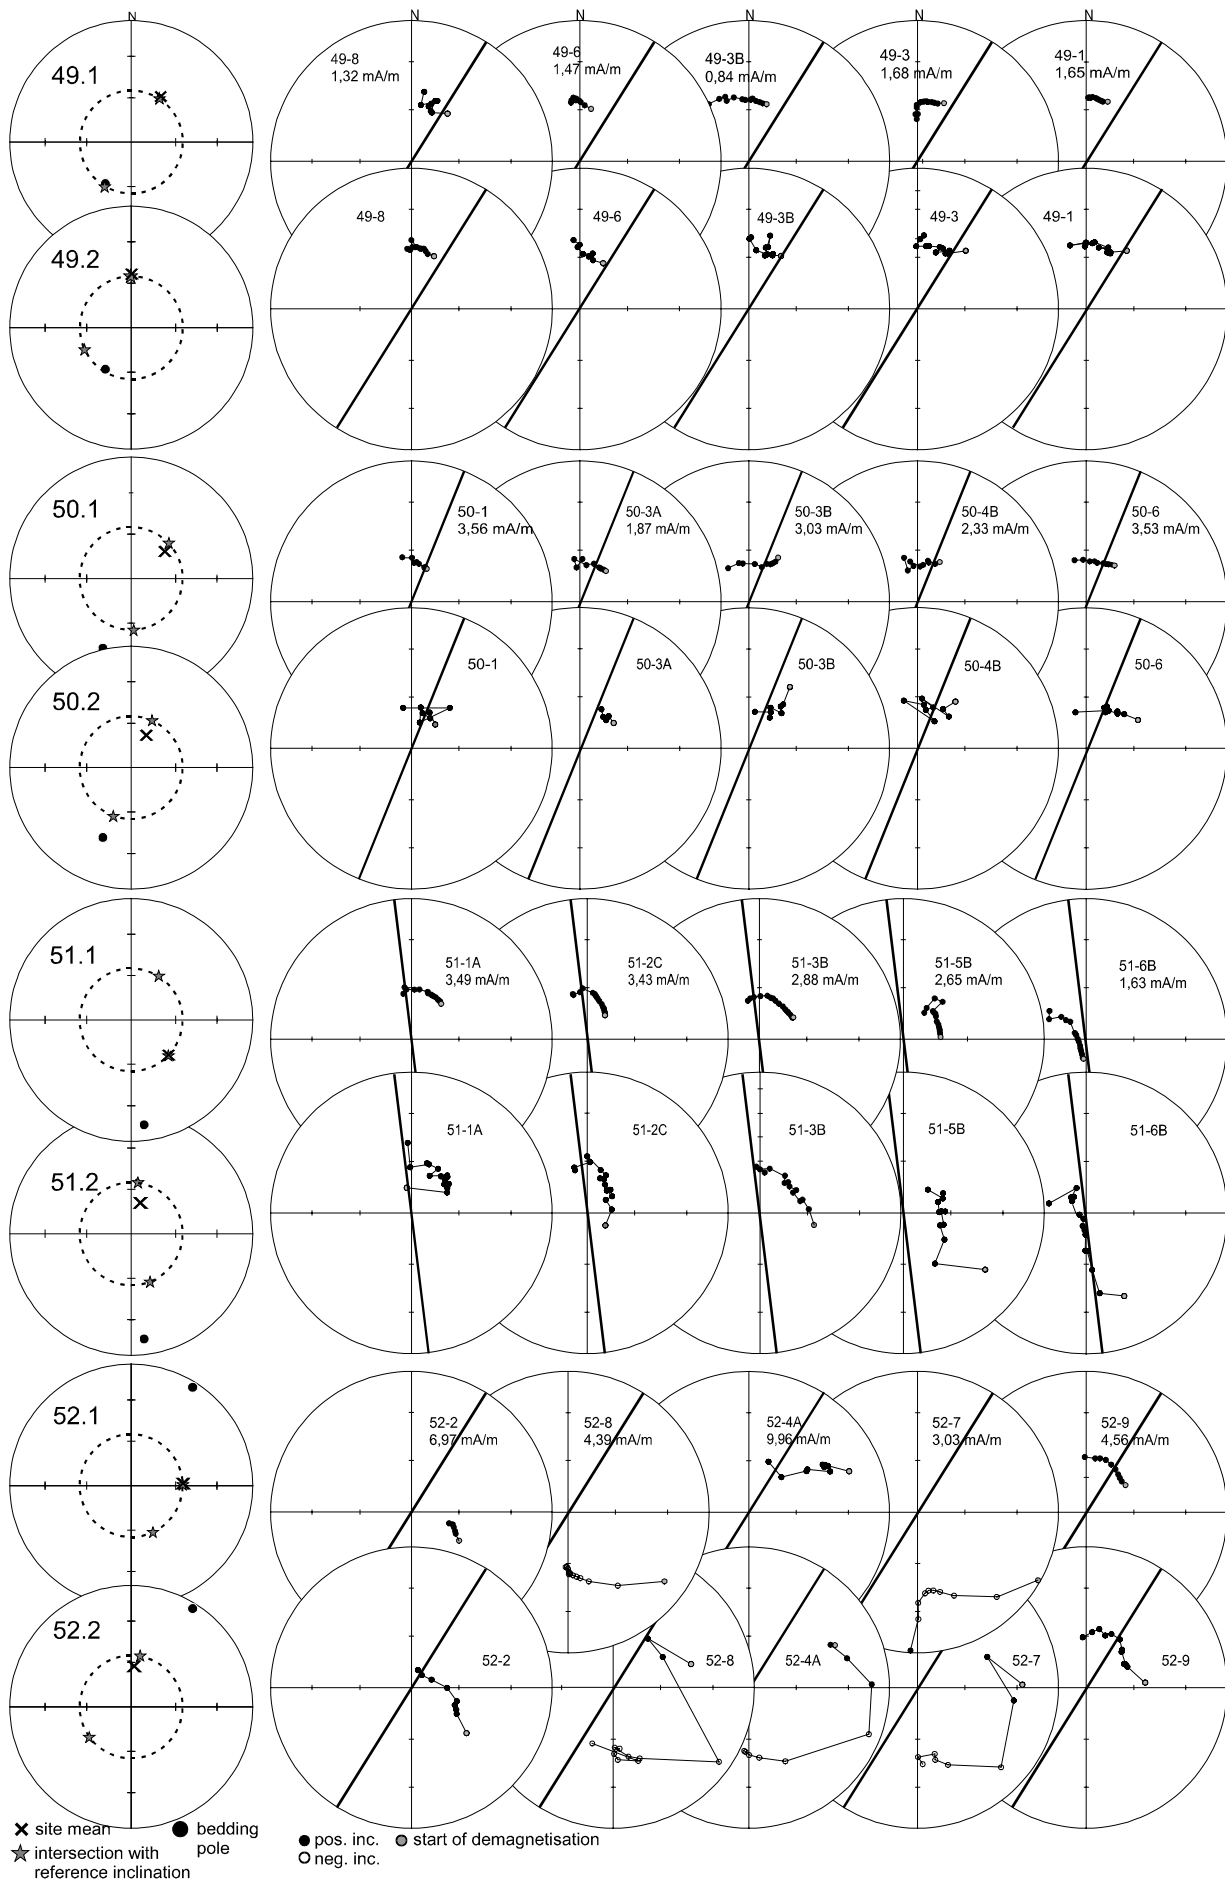 N
N
N
N
N
N
49.1
49-8
1,32 mA/m
49-6
1,47 mA/m
49-3B
0,84 mA/m
49-3
1,68 mA/m
49-1
1,65 mA/m
49.2
49-8
49-6
49-3B
49-3
49-1
50.1
50-1
3,56 mA/m
50-3A
1,87 mA/m
50-3B
3,03 mA/m
50-4B
2,33 mA/m
50-6
3,53 mA/m
50.2
50-1
50-3A
50-3B
50-4B
50-6
51.1
51-1A
3,49 mA/m
51-2C
3,43 mA/m
51-3B
2,88 mA/m
51-5B
2,65 mA/m
51-6B
1,63 mA/m
51.2
51-1A
51-2C
51-3B
51-5B
51-6B
52.1
52-2
6,97 mA/m
52-8
4,39 mA/m
52-4A
9,96 mA/m
52-7
3,03 mA/m
52-9
4,56 mA/m
52.2
52-2
52-8
52-4A
52-7
52-9
site mean
bedding
pole
intersection with
reference inclination
pos. inc.
start of demagnetisation
neg. inc.